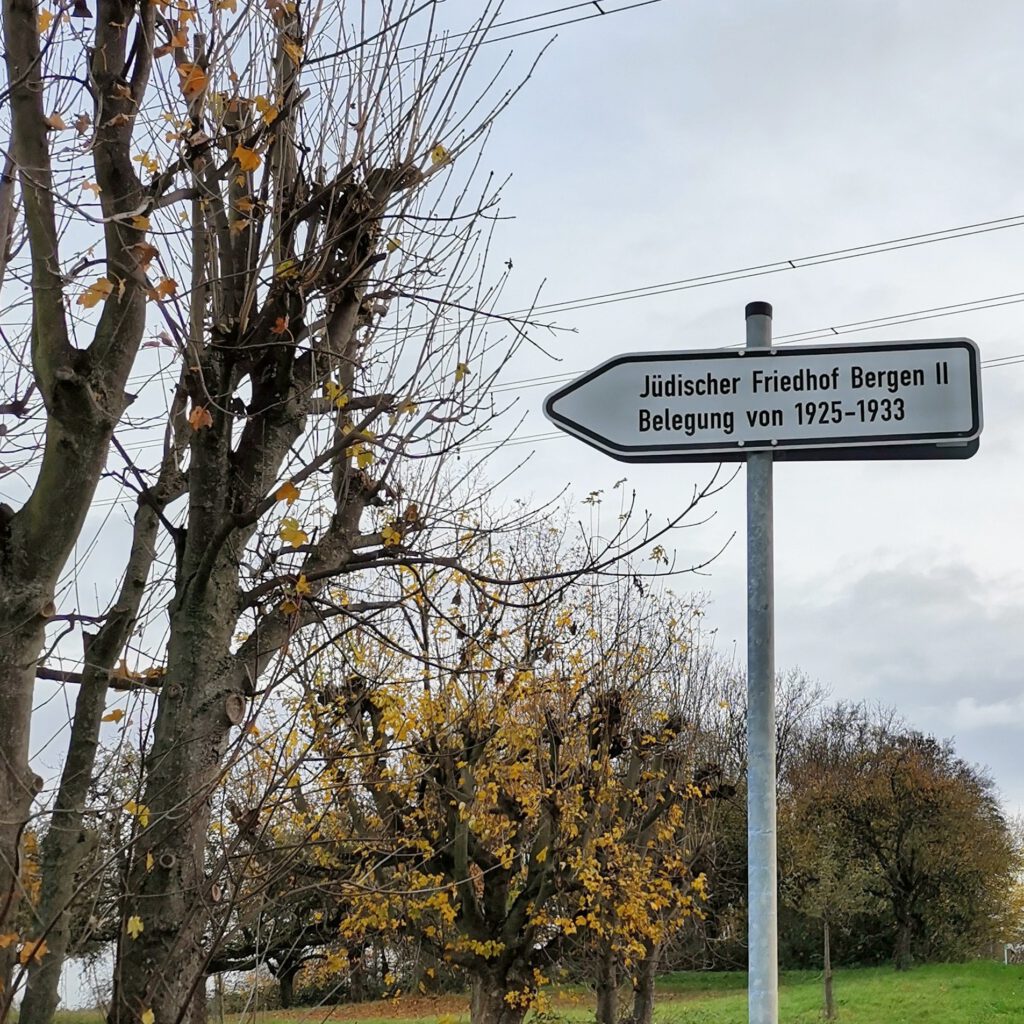 Jüdischer Friedhof Bergen II
Belegung von 1925-1933